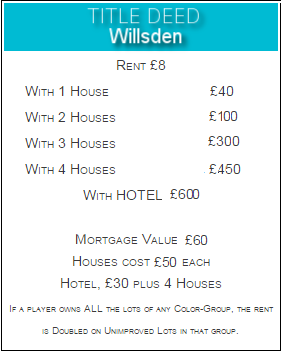 TITLE DEED
Willsden
Rent £8
With 1 House £40
With 2 Houses £100
With 3 Houses £300
With 4 Houses £450
With HOTEL £600
Mortgage Value £60
Houses cost £50 each
Hotel, £30 plus 4 Houses
If a player owns ALL the lots of any Color-Group, the rent
is Doubled on Unimproved Lots in that group.